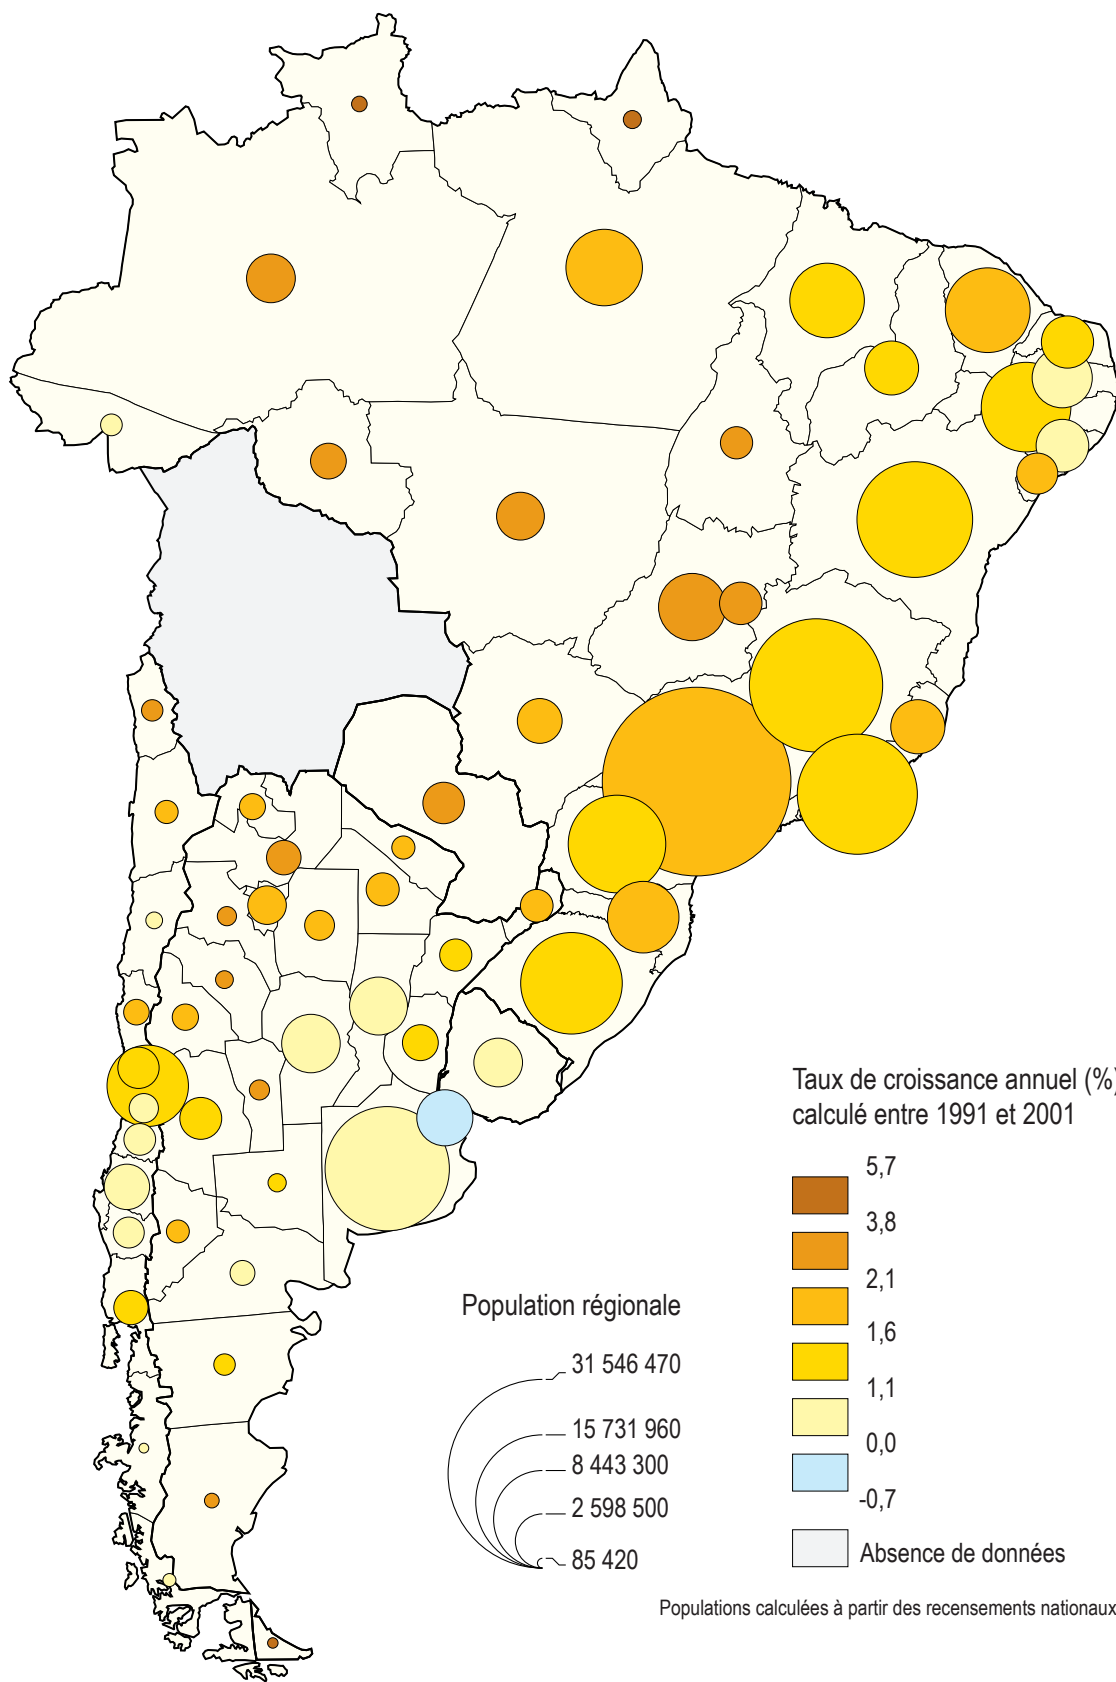 Taux de croissance annuel (%)
calculé entre 1991 et 2001
5,7
3,8
2,1
1,6
1,1
0,0
-0,7
Absence de données
Population régionale
31 546 470
15 731 960
8 443 300
2 598 500
85 420
Populations calculées à partir des recensements nationaux